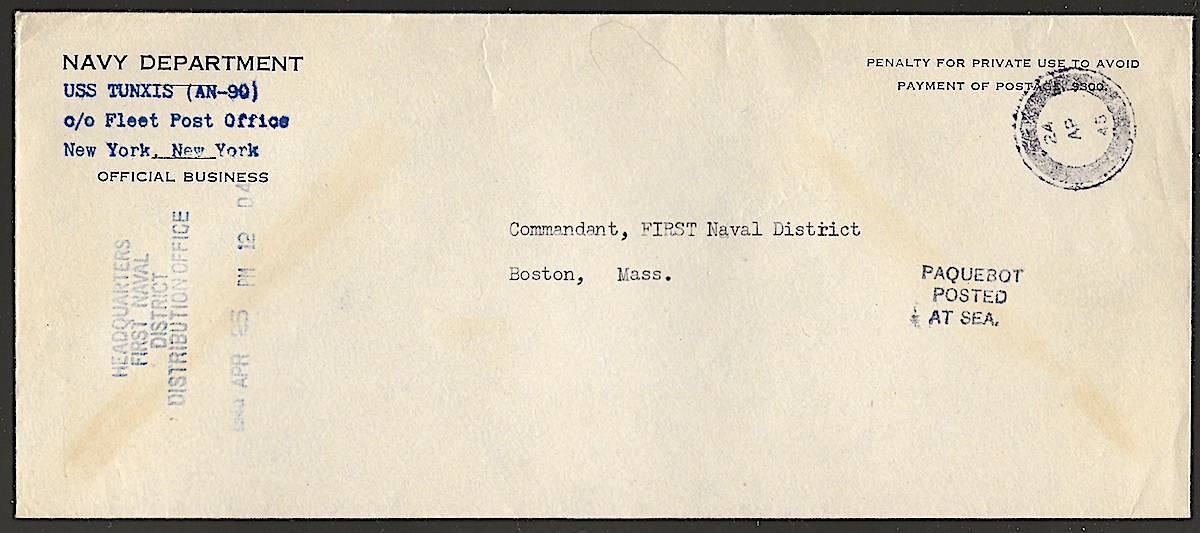 NAVY DEPARTMENT
USS TUNXIS (AN-90)
c/o Fleet Post Office
New York, New York
OFFICIAL BUSINESS
PENALTY FOR PRIVATE USE TO AVOID
PAYMENT OF POSTAGE, $300.
24
AP
45
Commandant, FIRST Naval District
Boston, Mass.
PAQUEBOT
POSTED
AT SEA.
HEADQUARTERS
FIRST NAVAL
DISTRICT
DISTRIBUTION OFFICE
APR 25 PM 12 04